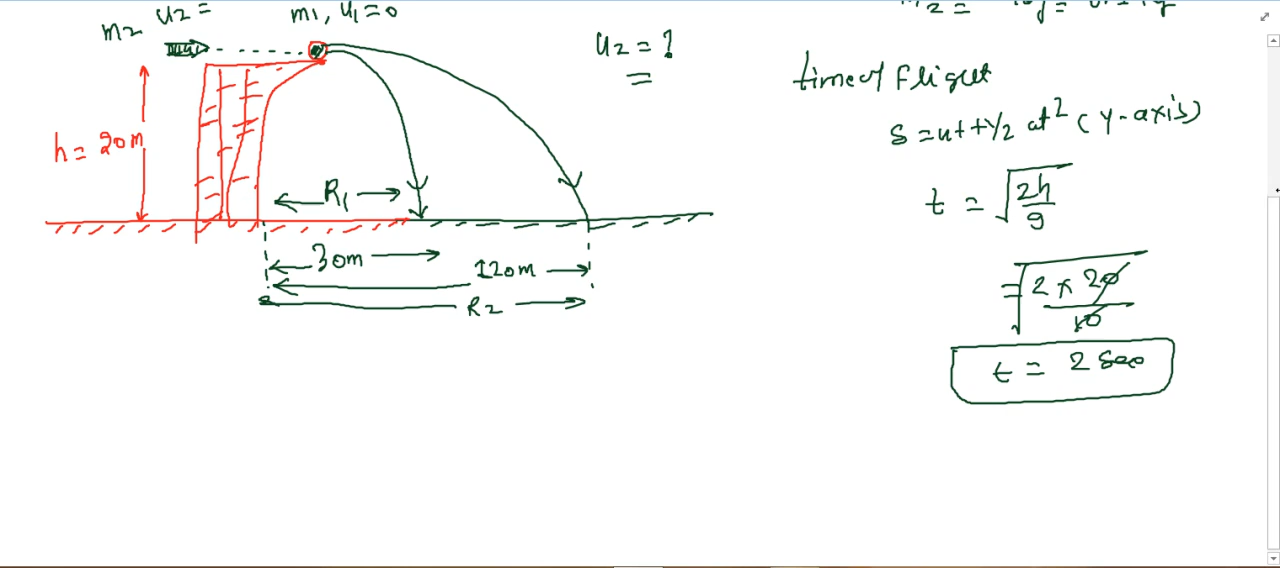 m2 u2 =
m1, u1 = 0
u2 = ?
h = 20m
R1
30m
120m
R2
time of flight
S = ut + 1/2 at² (y-axis)
t = √2h/g
= √2 × 20/10
t = 2 sec